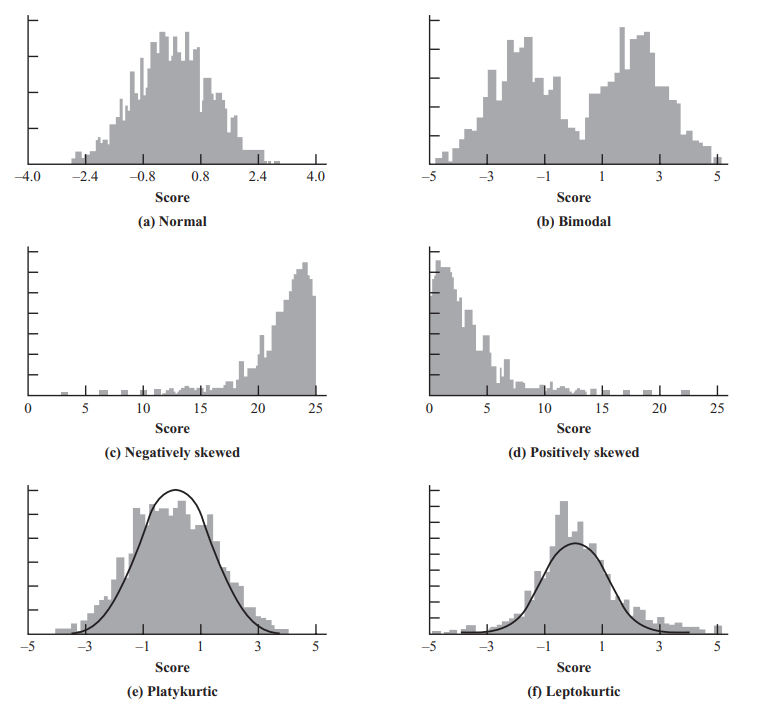 –4.0 –2.4 –0.8 0.8 2.4 4.0
Score
(a) Normal
–5 –3 –1 1 3 5
Score
(b) Bimodal
0 5 10 15 20 25
Score
(c) Negatively skewed
0 5 10 15 20 25
Score
(d) Positively skewed
–5 –3 –1 1 3 5
Score
(e) Platykurtic
–5 –3 –1 1 3 5
Score
(f) Leptokurtic